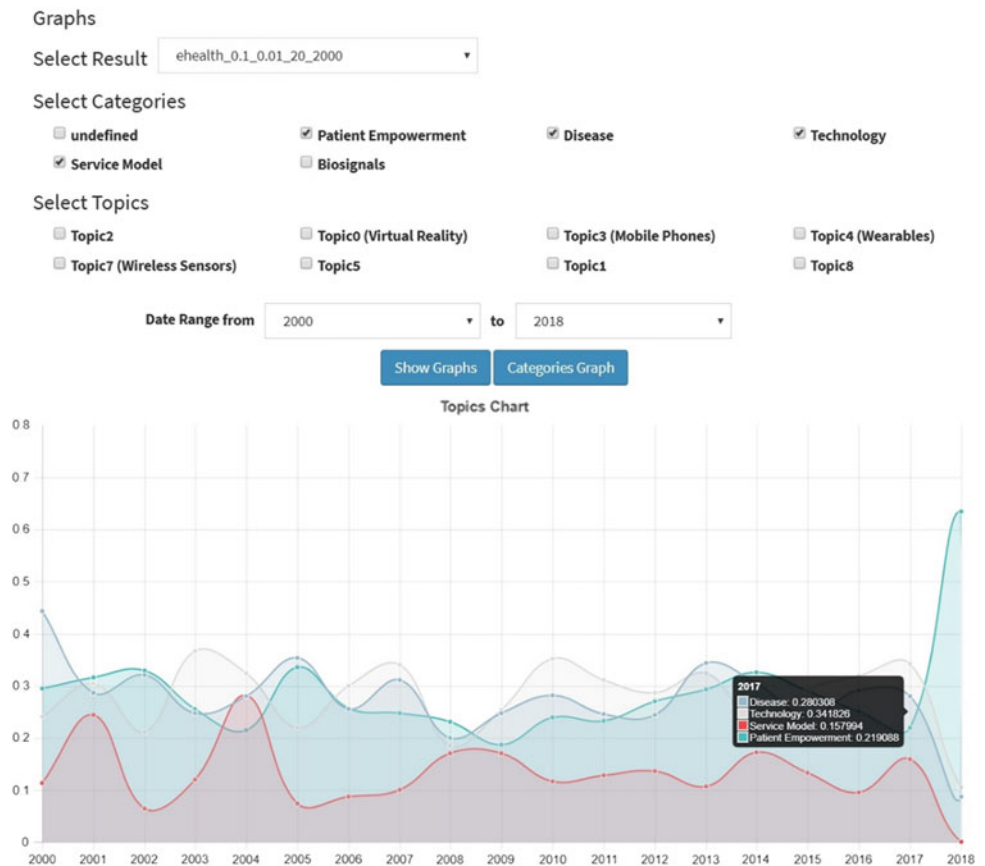 Graphs
Select Result ehealth_0.1_0.01_20_2000
Select Categories
undefined Patient Empowerment Disease Technology
Service Model Biosignals
Select Topics
Topic2 Topic0 (Virtual Reality) Topic3 (Mobile Phones) Topic4 (Wearables)
Topic7 (Wireless Sensors) Topic5 Topic1 Topic8
Date Range from 2000 to 2018
Show Graphs Categories Graph
Topics Chart
0 8
0 7
0 6
0 5
0 4
0 3
0 2
0 1
0
2017
Disease: 0.280308
Technology: 0.341826
Service Model: 0.157994
Patient Empowerment: 0.219088
2000 2001 2002 2003 2004 2005 2006 2007 2008 2009 2010 2011 2012 2013 2014 2015 2016 2017 2018